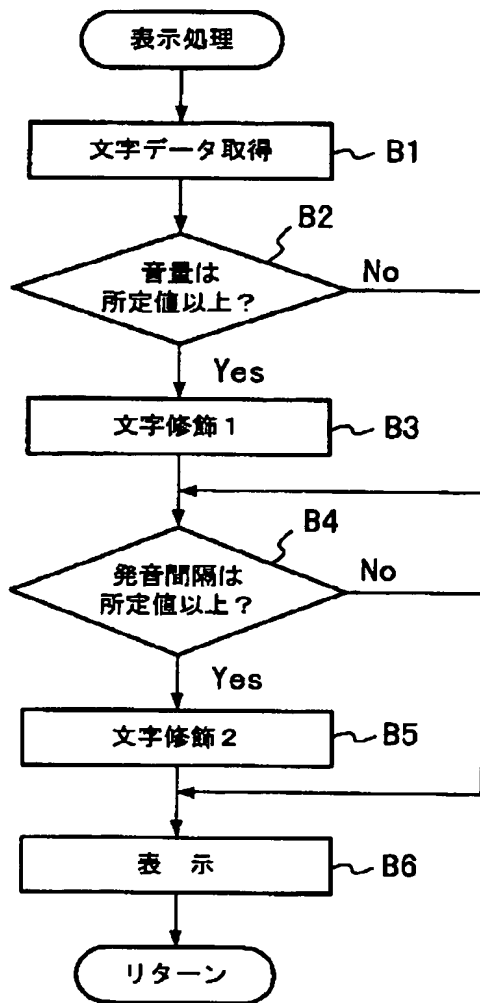 表示処理
文字データ取得
B1
B2
音量は
所定値以上?
No
Yes
文字修飾1
B3
B4
発音間隔は
所定値以上?
No
Yes
文字修飾2
B5
表 示
B6
リターン